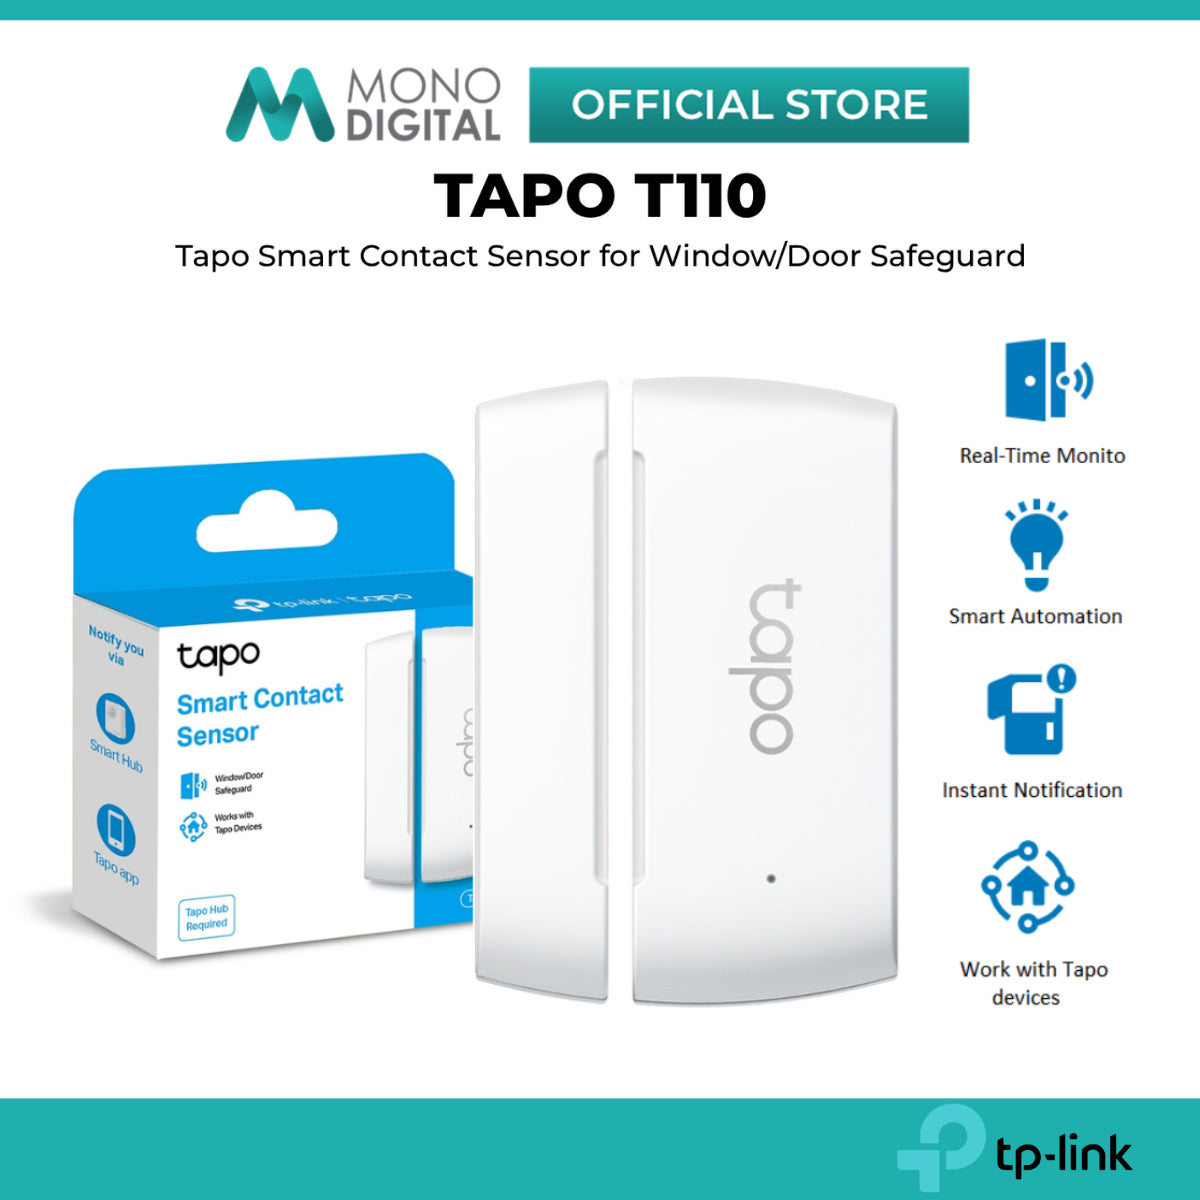 MONO
DIGITAL
OFFICIAL STORE
TAPO T110
Tapo Smart Contact Sensor for Window/Door Safeguard
Real-Time Monito
Smart Automation
Instant Notification
Work with Tapo
devices
tp-link | tapo
Notify you
via
Smart Hub
Tapo app
tapo
Smart Contact
Sensor
Window/Door
Safeguard
Works with
Tapo Devices
Tapo Hub
Required
tapo
tp-link